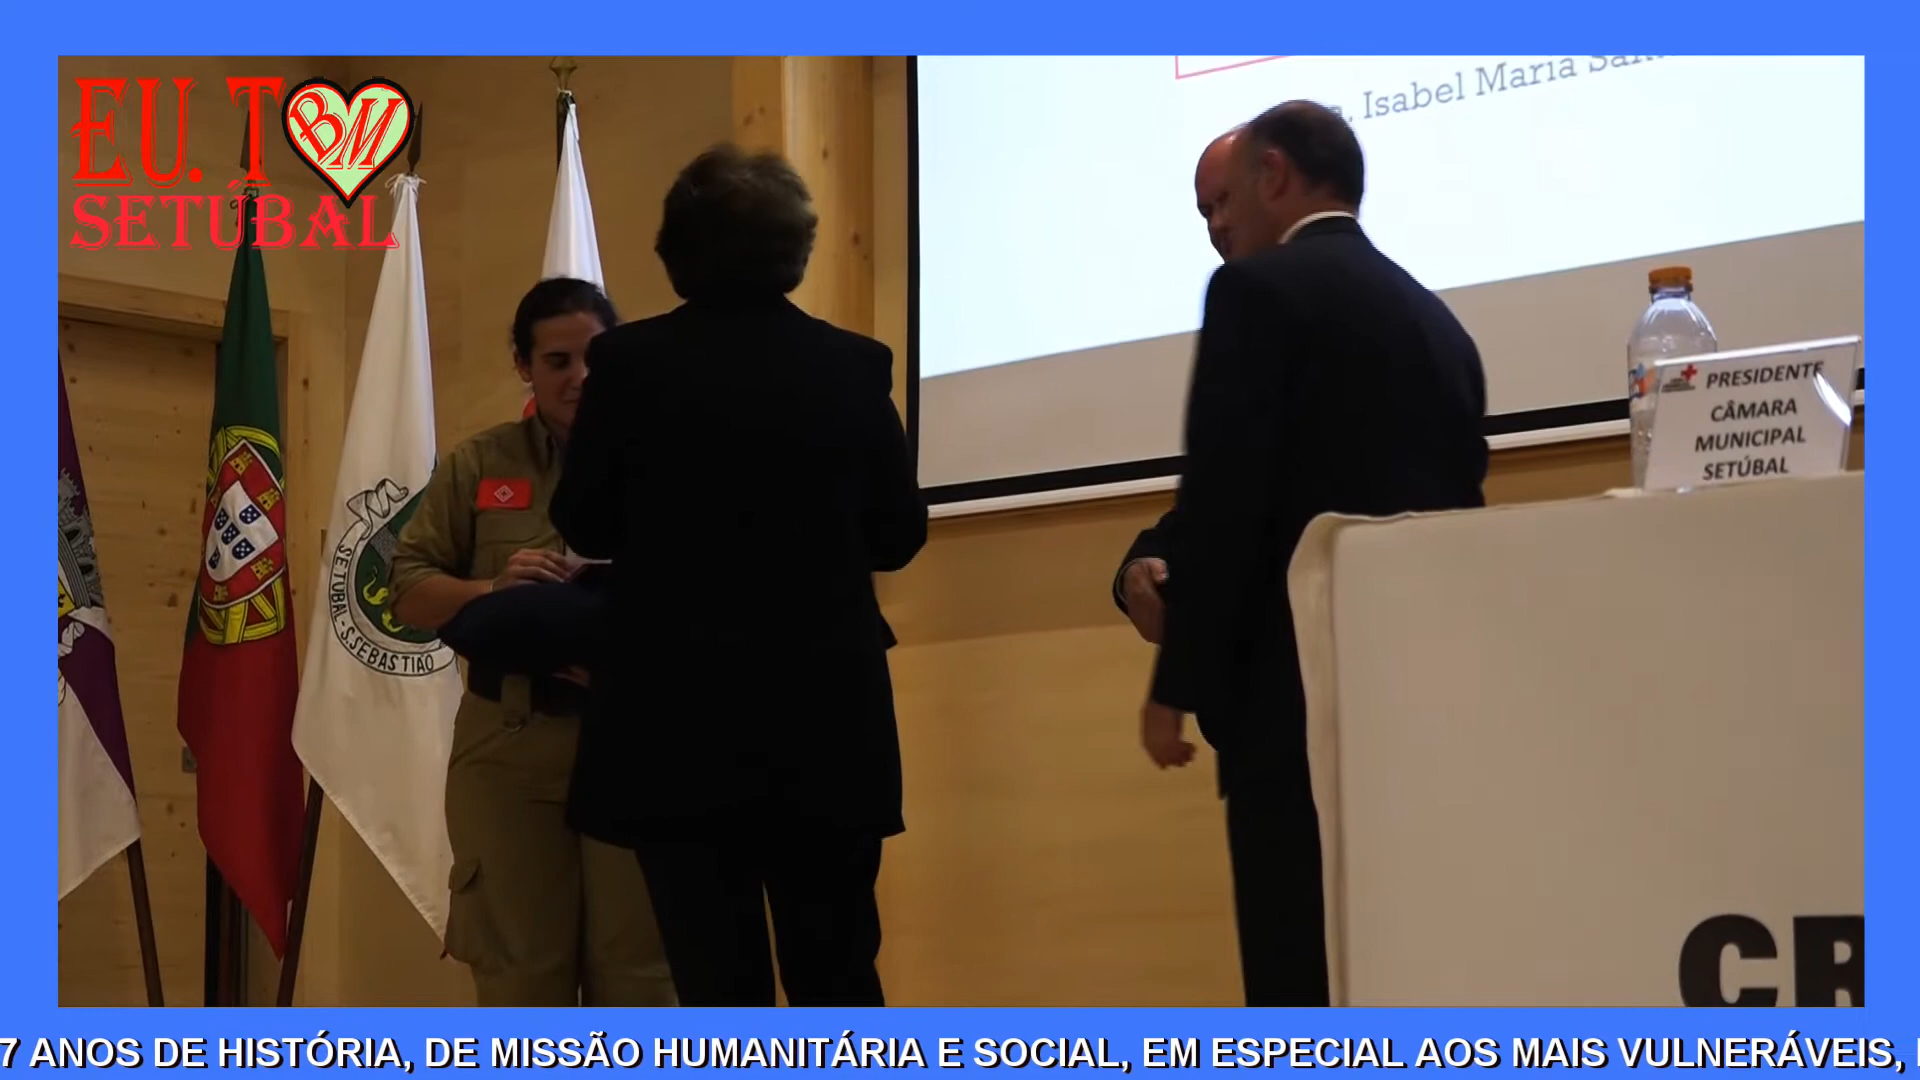 EU. T BM
SETÚBAL
Isabel Maria
PRESIDENTE
CÂMARA
MUNICIPAL
SETÚBAL
SETÚBAL - S. SEBASTIÃO
CR
7 ANOS DE HISTÓRIA, DE MISSÃO HUMANITÁRIA E SOCIAL, EM ESPECIAL AOS MAIS VULNERÁVEIS,